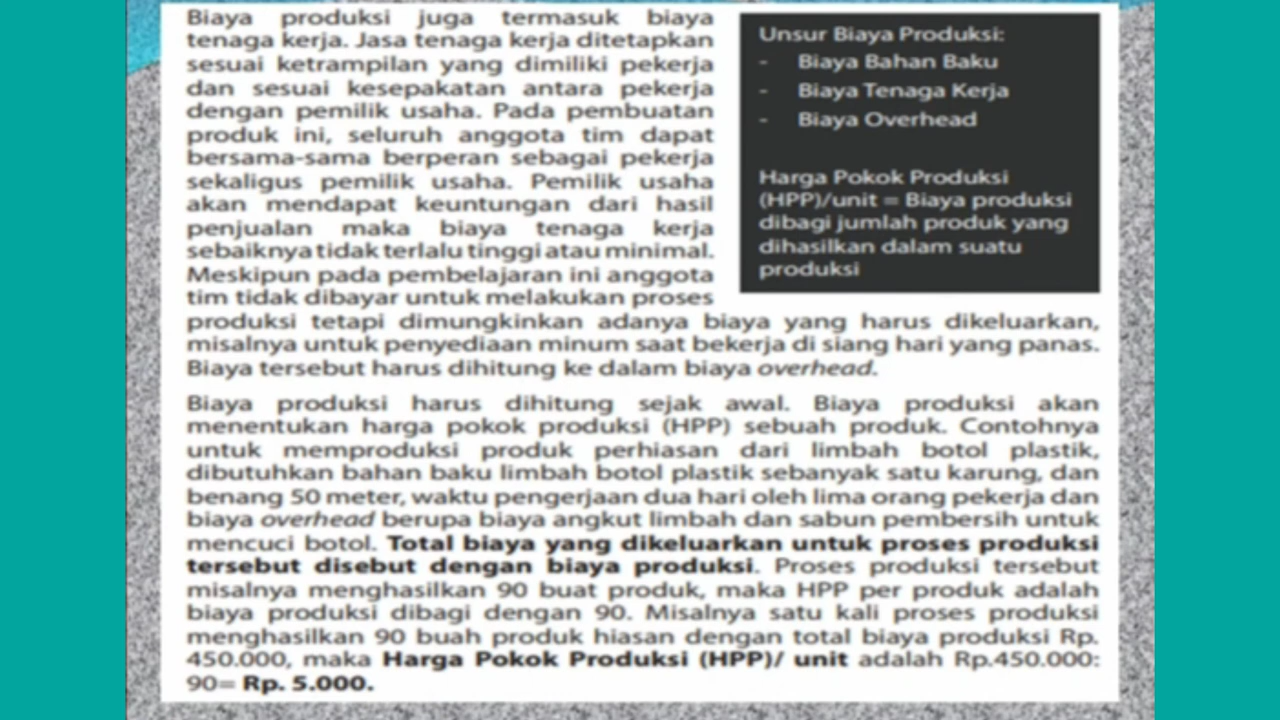 Biaya produksi juga termasuk biaya
tenaga kerja. Jasa tenaga kerja ditetapkan
sesuai ketrampilan yang dimiliki pekerja
dan sesuai kesepakatan antara pekerja
dengan pemilik usaha. Pada pembuatan
produk ini, seluruh anggota tim dapat
bersama-sama berperan sebagai pekerja
sekaligus pemilik usaha. Pemilik usaha
akan mendapat keuntungan dari hasil
penjualan maka biaya tenaga kerja
sebaiknya tidak terlalu tinggi atau minimal.
Meskipun pada pembelajaran ini anggota
tim tidak dibayar untuk melakukan proses
produksi tetapi dimungkinkan adanya biaya yang harus dikeluarkan,
misalnya untuk penyediaan minum saat bekerja di siang hari yang panas.
Biaya tersebut harus dihitung ke dalam biaya overhead.
Unsur Biaya Produksi:
- Biaya Bahan Baku
- Biaya Tenaga Kerja
- Biaya Overhead
Harga Pokok Produksi
(HPP)/unit = Biaya produksi
dibagi jumlah produk yang
dihasilkan dalam suatu
produksi
Biaya produksi harus dihitung sejak awal. Biaya produksi akan
menentukan harga pokok produksi (HPP) sebuah produk. Contohnya
untuk memproduksi produk perhiasan dari limbah botol plastik,
dibutuhkan bahan baku limbah botol plastik sebanyak satu karung, dan
benang 50 meter, waktu pengerjaan dua hari oleh lima orang pekerja dan
biaya overhead berupa biaya angkut limbah dan sabun pembersih untuk
mencuci botol. Total biaya yang dikeluarkan untuk proses produksi
tersebut disebut dengan biaya produksi. Proses produksi tersebut
misalnya menghasilkan 90 buat produk, maka HPP per produk adalah
biaya produksi dibagi dengan 90. Misalnya satu kali proses produksi
menghasilkan 90 buah produk hiasan dengan total biaya produksi Rp.
450.000, maka Harga Pokok Produksi (HPP)/ unit adalah Rp.450.000:
90= Rp. 5.000.